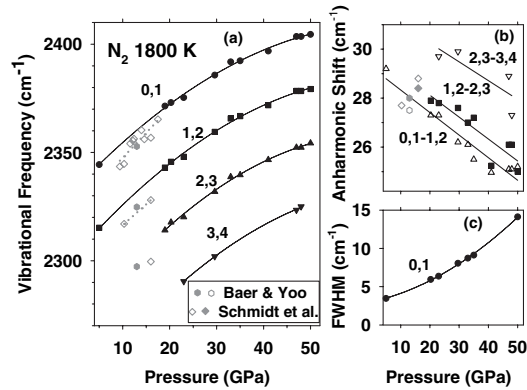 N₂ 1800 K
(a)
0,1
1,2
2,3
3,4
Baer & Yoo
Schmidt et al.
2400
2350
2300
Vibrational Frequency (cm⁻¹)
0 10 20 30 40 50
Pressure (GPa)
(b)
2,3-3,4
1,2-2,3
0,1-1,2
30
28
26
Anharmonic Shift (cm⁻¹)
(c)
0,1
15
10
5
0
FWHM (cm⁻¹)
0 10 20 30 40 50
Pressure (GPa)